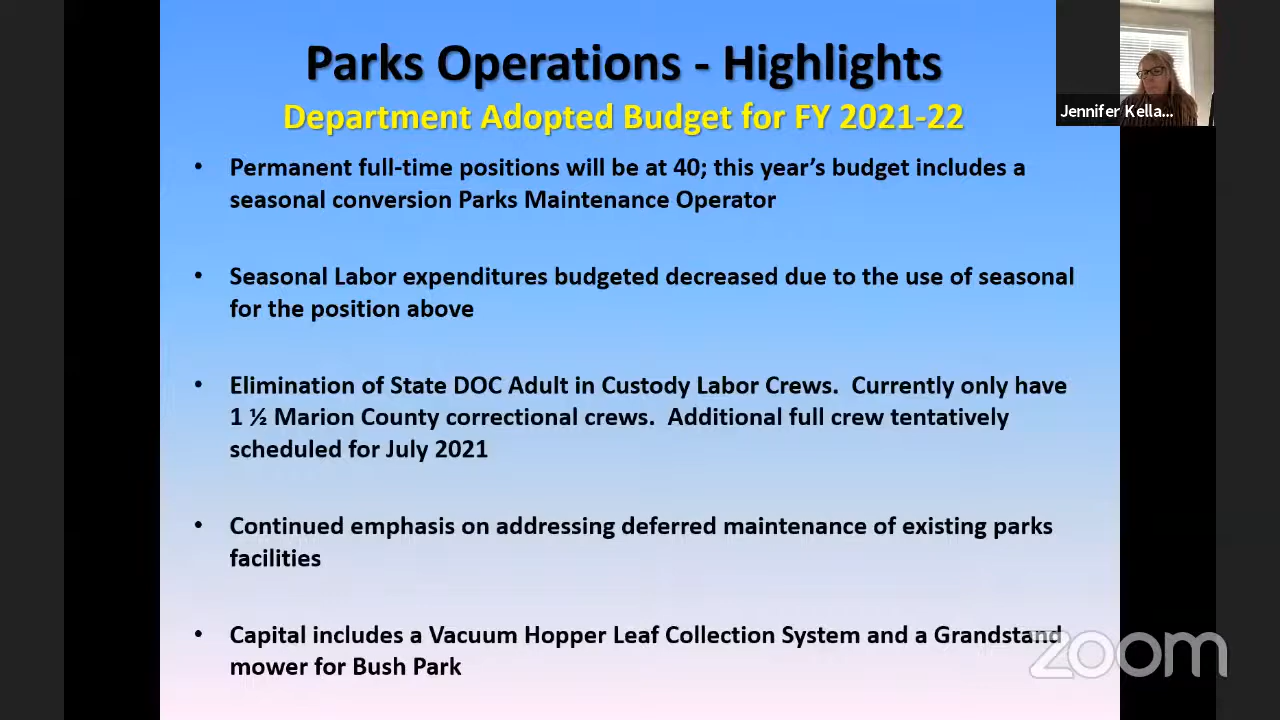 Parks Operations - Highlights
Department Adopted Budget for FY 2021-22
• Permanent full-time positions will be at 40; this year's budget includes a
seasonal conversion Parks Maintenance Operator
• Seasonal Labor expenditures budgeted decreased due to the use of seasonal
for the position above
• Elimination of State DOC Adult in Custody Labor Crews.  Currently only have
1 ½ Marion County correctional crews.  Additional full crew tentatively
scheduled for July 2021
• Continued emphasis on addressing deferred maintenance of existing parks
facilities
• Capital includes a Vacuum Hopper Leaf Collection System and a Grandstand
mower for Bush Park
Jennifer Kella...
zoom